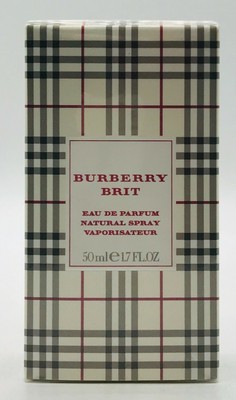 BURBERRY
BRIT
EAU DE PARFUM
NATURAL SPRAY
VAPORISATEUR
50 ml ℮ 1.7 FL.OZ